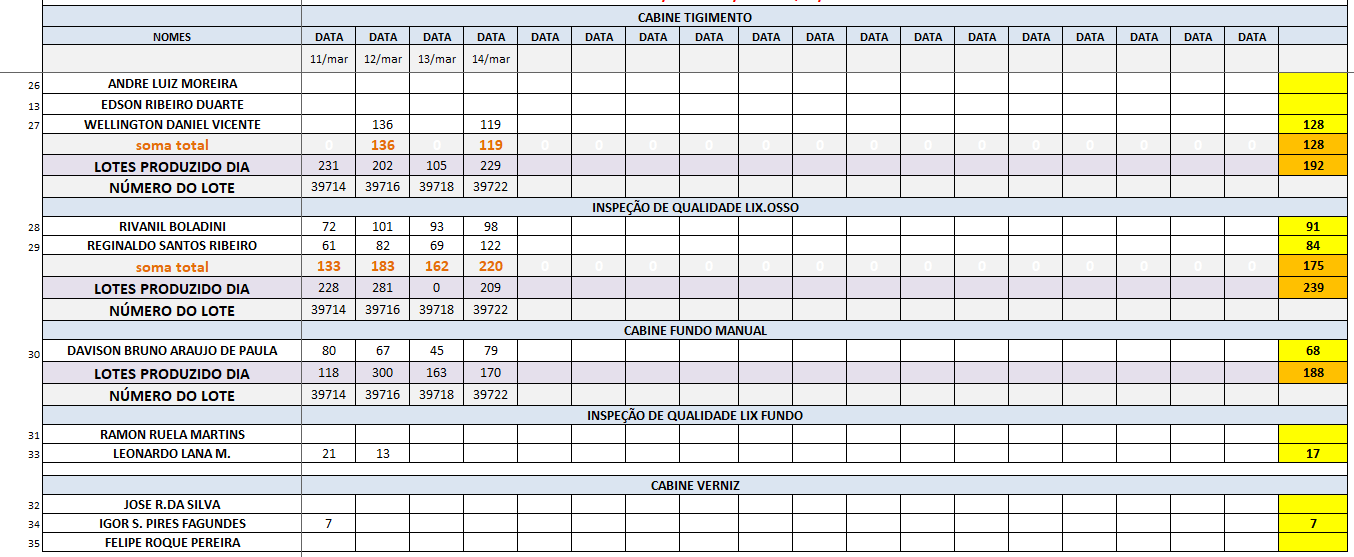 CABINE TIGIMENTO
NOMES DATA DATA DATA DATA DATA DATA DATA DATA DATA DATA DATA DATA DATA DATA DATA DATA DATA DATA
11/mar 12/mar 13/mar 14/mar
26 ANDRE LUIZ MOREIRA
13 EDSON RIBEIRO DUARTE
27 WELLINGTON DANIEL VICENTE 136 119 128
soma total 0 136 0 119 0 0 0 0 0 0 0 0 0 0 0 0 0 0 128
LOTES PRODUZIDO DIA 231 202 105 229 192
NÚMERO DO LOTE 39714 39716 39718 39722
INSPEÇÃO DE QUALIDADE LIX.OSSO
28 RIVANIL BOLADINI 72 101 93 98 91
29 REGINALDO SANTOS RIBEIRO 61 82 69 122 84
soma total 133 183 162 220 0 0 0 0 0 0 0 0 0 0 0 0 0 0 175
LOTES PRODUZIDO DIA 228 281 0 209 239
NÚMERO DO LOTE 39714 39716 39718 39722
CABINE FUNDO MANUAL
30 DAVISON BRUNO ARAUJO DE PAULA 80 67 45 79 68
LOTES PRODUZIDO DIA 118 300 163 170 188
NÚMERO DO LOTE 39714 39716 39718 39722
INSPEÇÃO DE QUALIDADE LIX FUNDO
31 RAMON RUELA MARTINS
33 LEONARDO LANA M. 21 13 17
CABINE VERNIZ
32 JOSE R.DA SILVA
34 IGOR S. PIRES FAGUNDES 7 7
35 FELIPE ROQUE PEREIRA